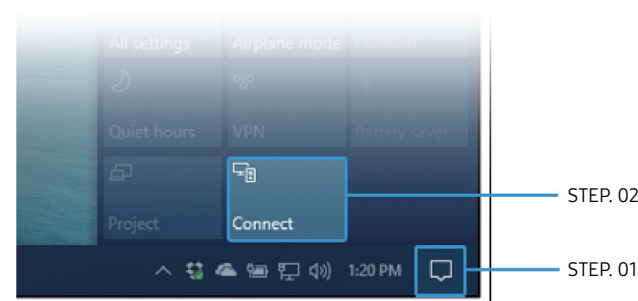 All settings Airplane mode Location
Quiet hours VPN Battery saver
Project Connect
STEP. 02
1:20 PM
STEP. 01